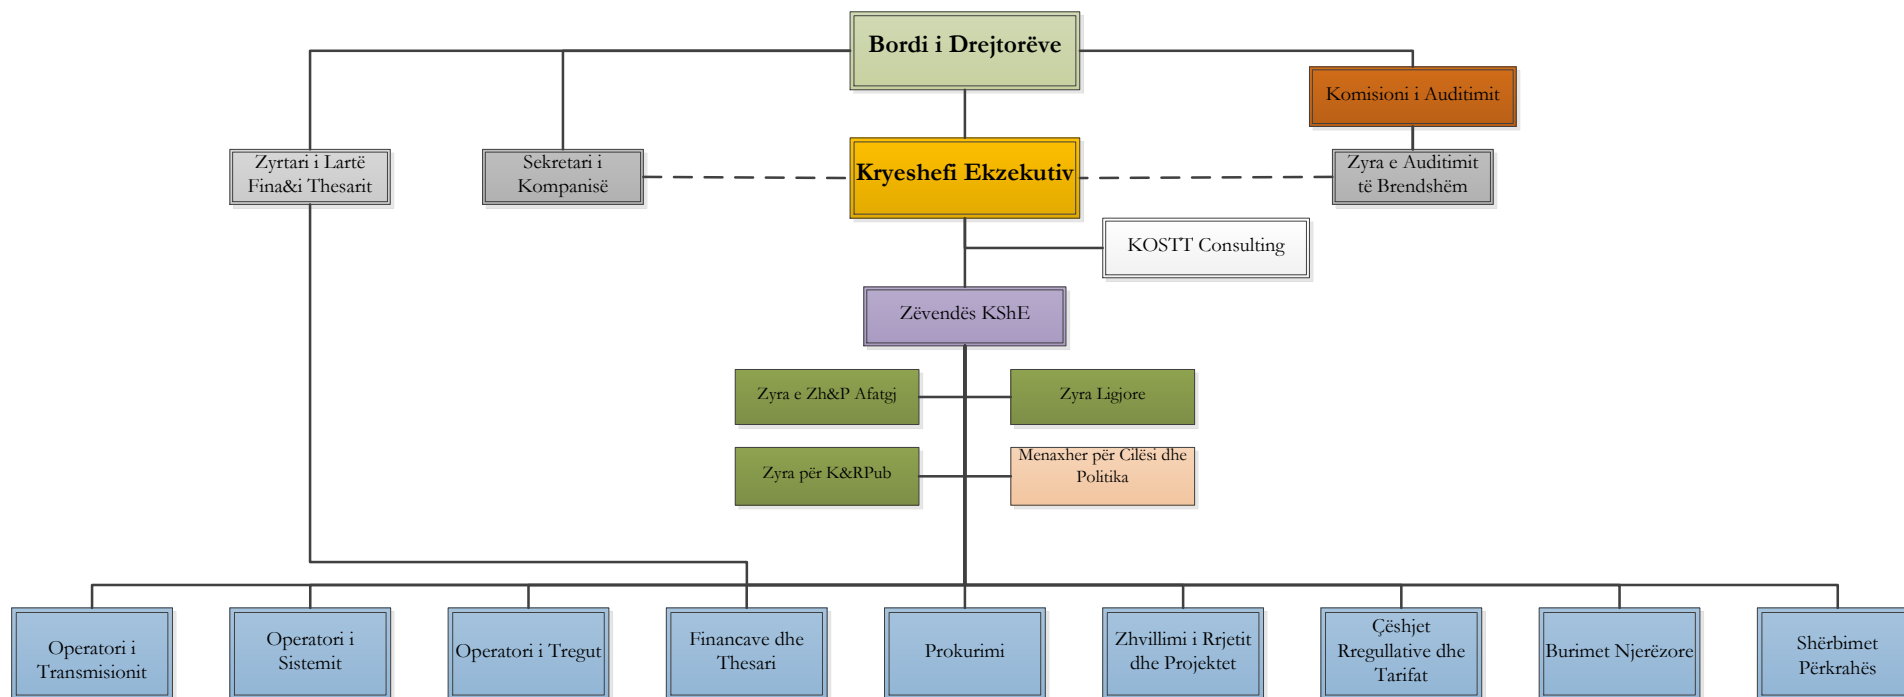 Bordi i Drejtorëve
Komisioni i Auditimit
Zyrtari i Lartë
Fina&i Thesarit
Sekretari i
Kompanisë
Kryeshefi Ekzekutiv
Zyra e Auditimit
të Brendshëm
KOSTT Consulting
Zëvendës KShE
Zyra e Zh&P Afatgj
Zyra Ligjore
Zyra për K&RPub
Menaxher për Cilësi dhe
Politika
Operatori i
Transmisionit
Operatori i
Sistemit
Operatori i Tregut
Financave dhe
Thesari
Prokurimi
Zhvillimi i Rrjetit
dhe Projektet
Çështjet
Rregullative dhe
Tarifat
Burimet Njerëzore
Shërbimet
Përkrahës